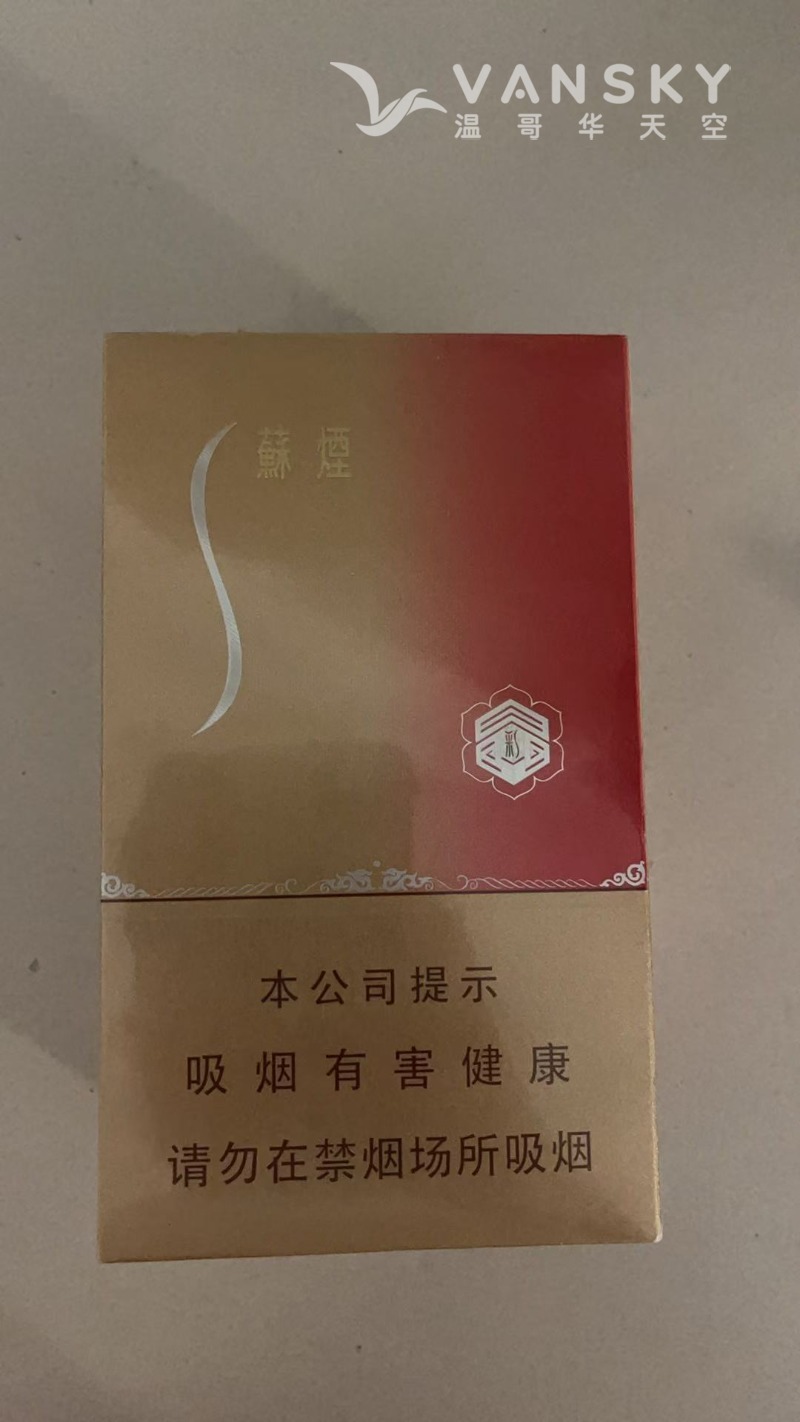 VANSKY
温哥华天空
蘇煙
彩
本公司提示
吸烟有害健康
请勿在禁烟场所吸烟